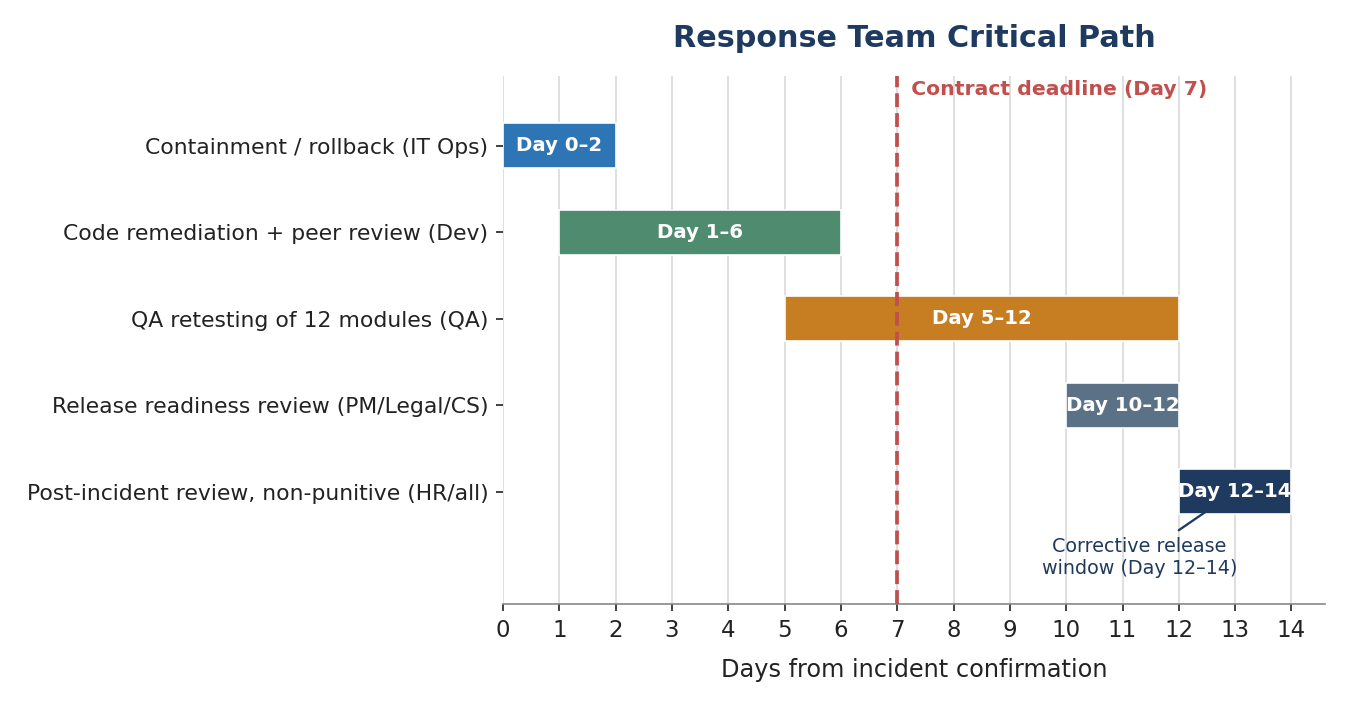 Response Team Critical Path
Contract deadline (Day 7)
Containment / rollback (IT Ops)
Day 0–2
Code remediation + peer review (Dev)
Day 1–6
QA retesting of 12 modules (QA)
Day 5–12
Release readiness review (PM/Legal/CS)
Day 10–12
Post-incident review, non-punitive (HR/all)
Day 12–14
Corrective release
window (Day 12–14)
0 1 2 3 4 5 6 7 8 9 10 11 12 13 14
Days from incident confirmation